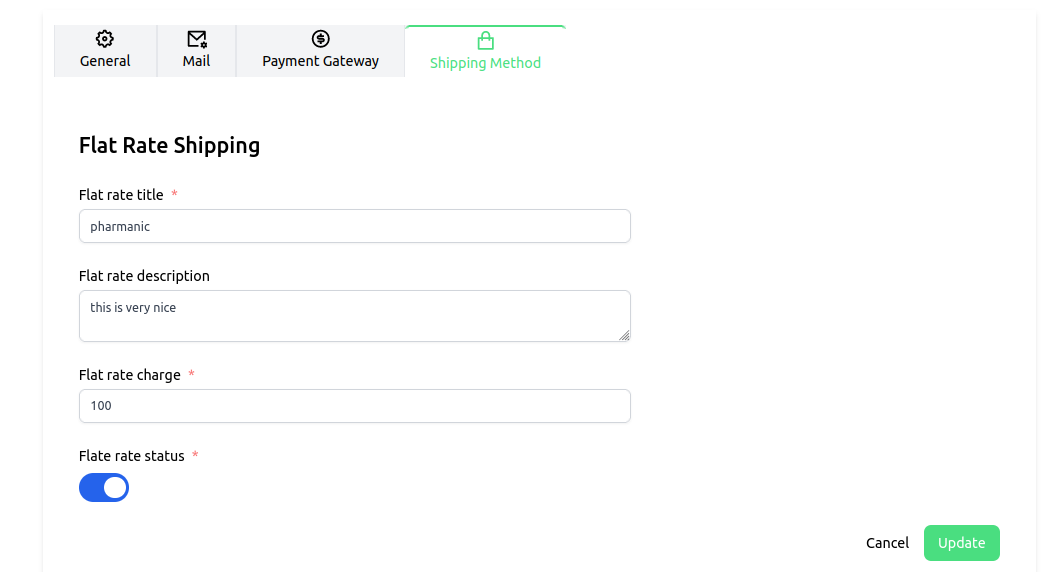 General
Mail
Payment Gateway
Shipping Method
Flat Rate Shipping
Flat rate title *
pharmanic
Flat rate description
this is very nice
Flat rate charge *
100
Flate rate status *
Cancel
Update